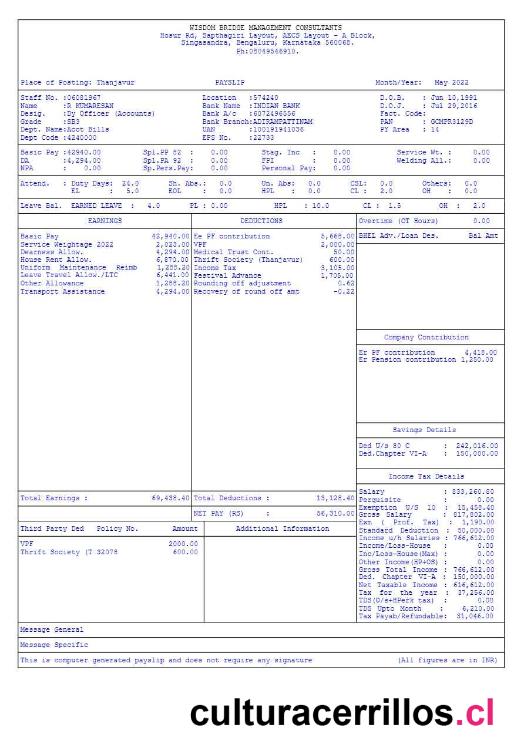 WISDOM BRIDGE MANAGEMENT CONSULTANTS
Hosur Rd, Sapthagiri Layout, AECS Layout - A Block,
Singasandra, Bengaluru, Karnataka 560068.
Ph:08069568910.
Place of Posting: Thanjavur PAYSLIP Month/Year: May 2022
Staff No. :06081967 Location :574240 D.O.B. : Jun 10,1991
Name :R KUMARESAN Bank Name :INDIAN BANK D.O.J. : Jul 29,2016
Desig. :Dy Officer (Accounts) Bank A/c :6072496556 Fact. Code:
Grade :SB3 Bank Branch:ADIRAMPATTINAM PAN : GCMPR3129D
Dept. Name:Acct Bills UAN :100191941036 PY Area : 14
Dept Code :4240000 EPS No. :22733
Basic Pay :42940.00 Spl.PP 82 : 0.00 Stag. Inc : 0.00 Service Wt. : 0.00
DA :4,294.00 Spl.PA 92 : 0.00 FPI : 0.00 Welding All.: 0.00
NPA : 0.00 Sp.Pers.Pay: 0.00 Personal Pay: 0.00
Attend. : Duty Days: 24.0 Sh. Abs.: 0.0 Un. Abs: 0.0 CSL: 0.0 Others: 0.0
EL : 5.0 EOL : 0.0 HPL : 0.0 CL : 2.0 OH : 0.0
Leave Bal. EARNED LEAVE : 4.0 PL : 0.0 HPL : 10.0 CL : 1.5 OH : 2.0
EARNINGS DEDUCTIONS Overtime (OT Hours) 0.00
Basic Pay 42,940.00 Ee PF contribution 5,668.00 BHEL Adv./Loan Des. Bal Amt
Service Weightage 2022 2,023.00 VPF 2,000.00
Dearness Allow. 4,294.00 Medical Trust Cont. 50.00
House Rent Allow. 6,870.00 Thrift Society (Thanjavur) 600.00
Uniform Maintenance Reimb 1,288.20 Income Tax 3,105.00
Leave Travel Allow./LTC 6,441.00 Festival Advance 1,705.00
Other Allowance 1,288.20 Rounding off adjustment 0.62
Transport Assistance 4,294.00 Recovery of round off amt -0.22
Company Contribution
Er PF contribution 4,418.00
Er Pension contribution 1,250.00
Savings Details
Ded U/s 80 C : 242,016.00
Ded.Chapter VI-A : 150,000.00
Income Tax Details
Total Earnings : 69,438.40 Total Deductions : 13,128.40
NET PAY (RS) : 56,310.00
Salary : 833,260.80
Perquisite : 0.00
Exemption U/S 10 : 15,458.40
Gross Salary : 817,802.00
Exm ( Prof. Tax) : 1,190.00
Standard Deduction : 50,000.00
Income u/h Salaries : 766,612.00
Income/Loss-House : 0.00
Inc/Loss-House(Max) : 0.00
Other Income(HP+OS) : 0.00
Gross Total Income : 766,612.00
Ded. Chapter VI-A : 150,000.00
Net Taxable Income : 616,612.00
Tax for the year : 37,256.00
TDS(O/s+HPerk tax) : 0.00
TDS Upto Month : 6,210.00
Tax Payab/Refundable: 31,046.00
Third Party Ded Policy No. Amount Additional Information
VPF 2000.00
Thrift Society (T 32078 600.00
Message General
Message Specific
This is computer generated payslip and does not require any signature (All figures are in INR)
culturacerrillos.cl